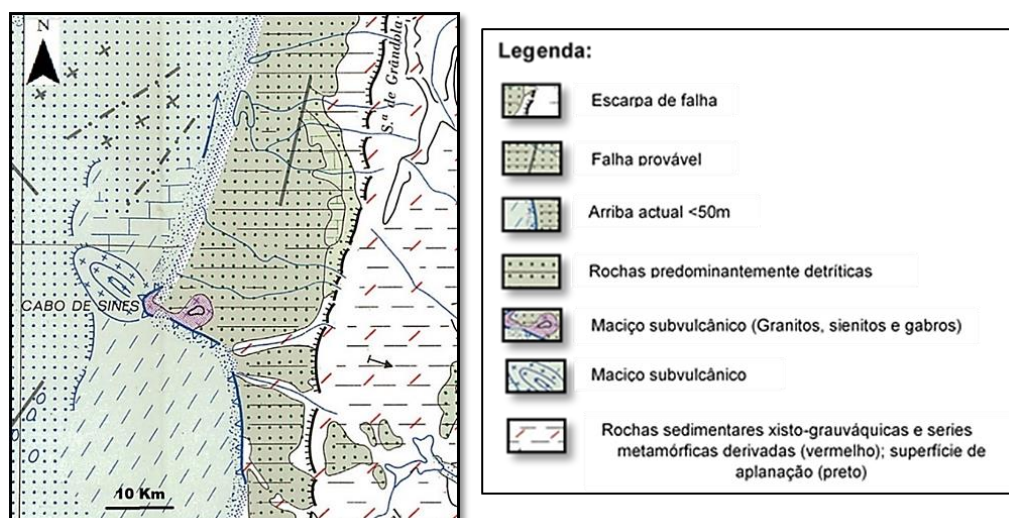 N
S.ª de Grândola
CABO DE SINES
10 Km
Legenda:
Escarpa de falha
Falha provável
Arriba actual <50m
Rochas predominantemente detríticas
Maciço subvulcânico (Granitos, sienitos e gabros)
Maciço subvulcânico
Rochas sedimentares xisto-grauváquicas e series
metamórficas derivadas (vermelho); superfície de
aplanação (preto)